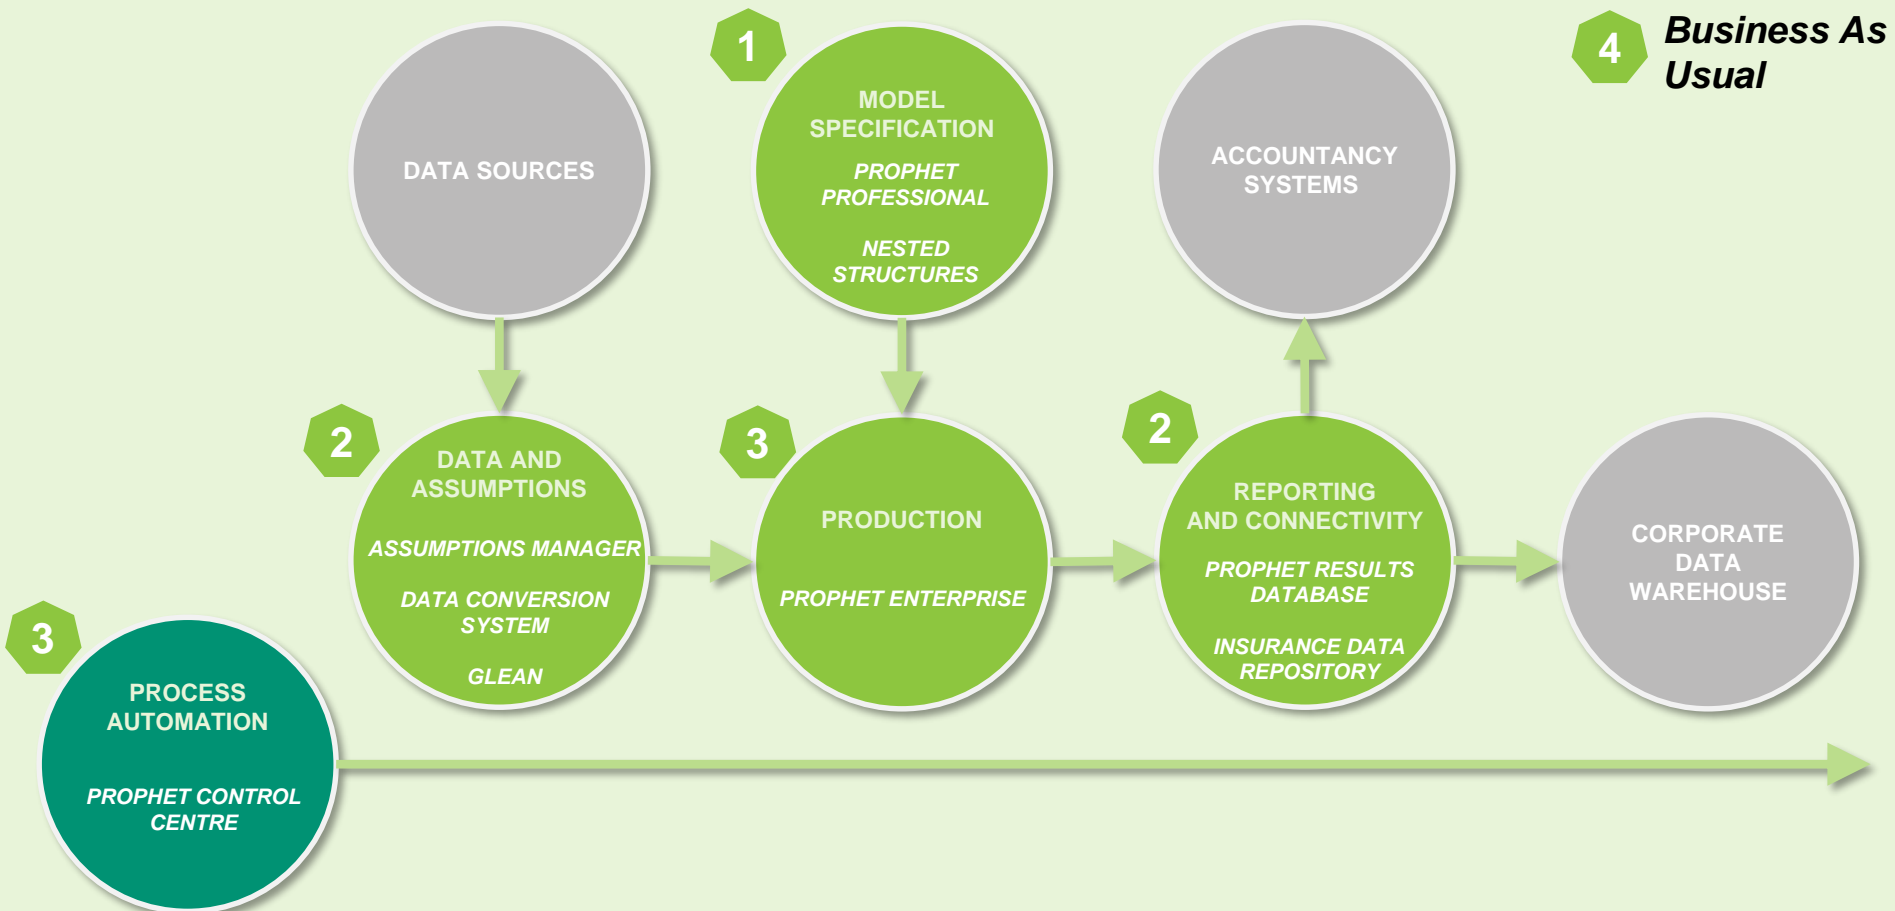 1
4
Business As
Usual
DATA SOURCES
MODEL
SPECIFICATION
PROPHET
PROFESSIONAL
NESTED
STRUCTURES
ACCOUNTANCY
SYSTEMS
2
DATA AND
ASSUMPTIONS
ASSUMPTIONS MANAGER
DATA CONVERSION
SYSTEM
GLEAN
3
PRODUCTION
PROPHET ENTERPRISE
2
REPORTING
AND CONNECTIVITY
PROPHET RESULTS
DATABASE
INSURANCE DATA
REPOSITORY
CORPORATE
DATA
WAREHOUSE
3
PROCESS
AUTOMATION
PROPHET CONTROL
CENTRE